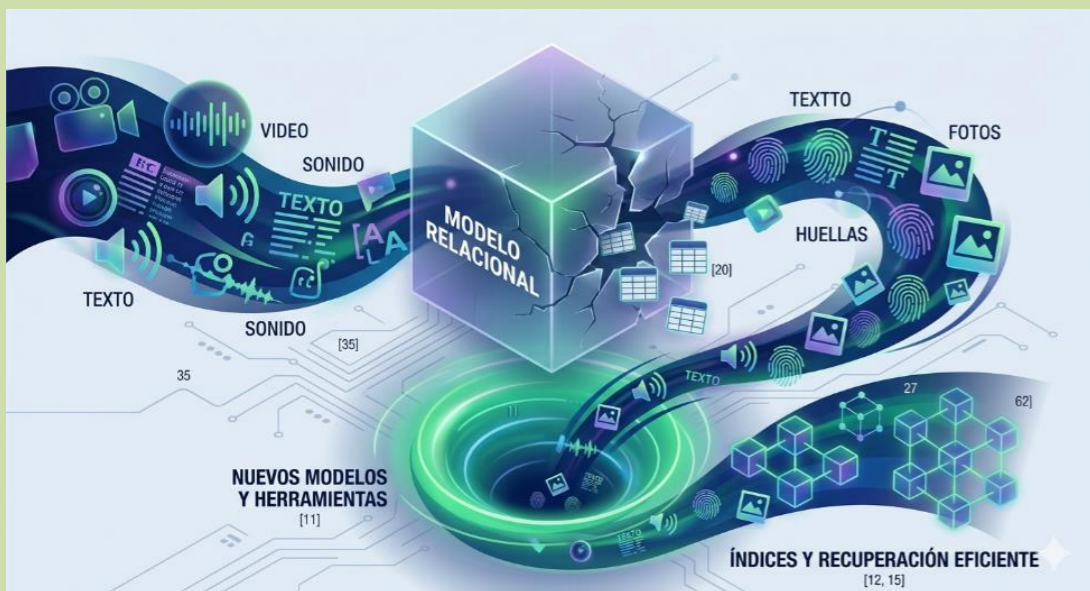 VIDEO
SONIDO
TEXTO
TEXTO
SONIDO
[35]
35
MODELO
RELACIONAL
[20]
TEXTTO
FOTOS
HUELLAS
TEXTO
NUEVOS MODELOS
Y HERRAMIENTAS
[11]
27
62]
ÍNDICES Y RECUPERACIÓN EFICIENTE
[12, 15]